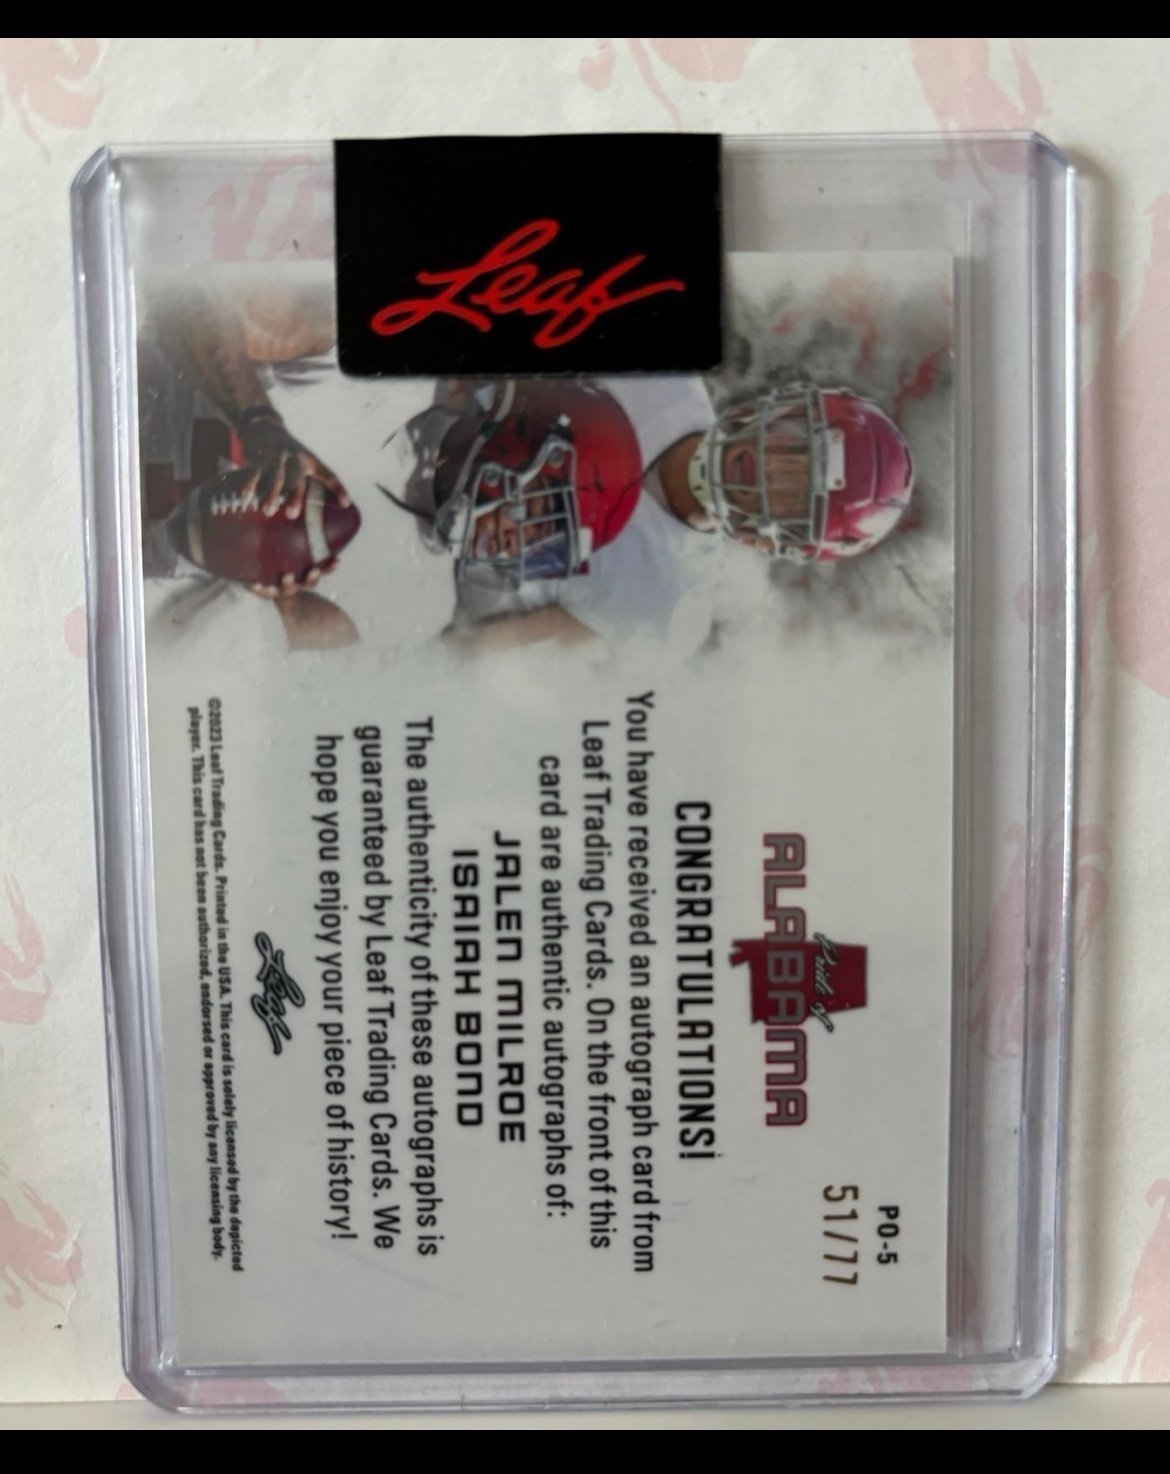 Leaf
PO-5
51/77
Pride of
ALABAMA
CONGRATULATIONS!
You have received an autograph card from
Leaf Trading Cards. On the front of this
card are authentic autographs of:
JALEN MILROE
ISAIAH BOND
The authenticity of these autographs is
guaranteed by Leaf Trading Cards. We
hope you enjoy your piece of history!
Leaf
©2023 Leaf Trading Cards. Printed in the USA. This card is solely licensed by the depicted
player. This card has not been authorized, endorsed or approved by any licensing body.